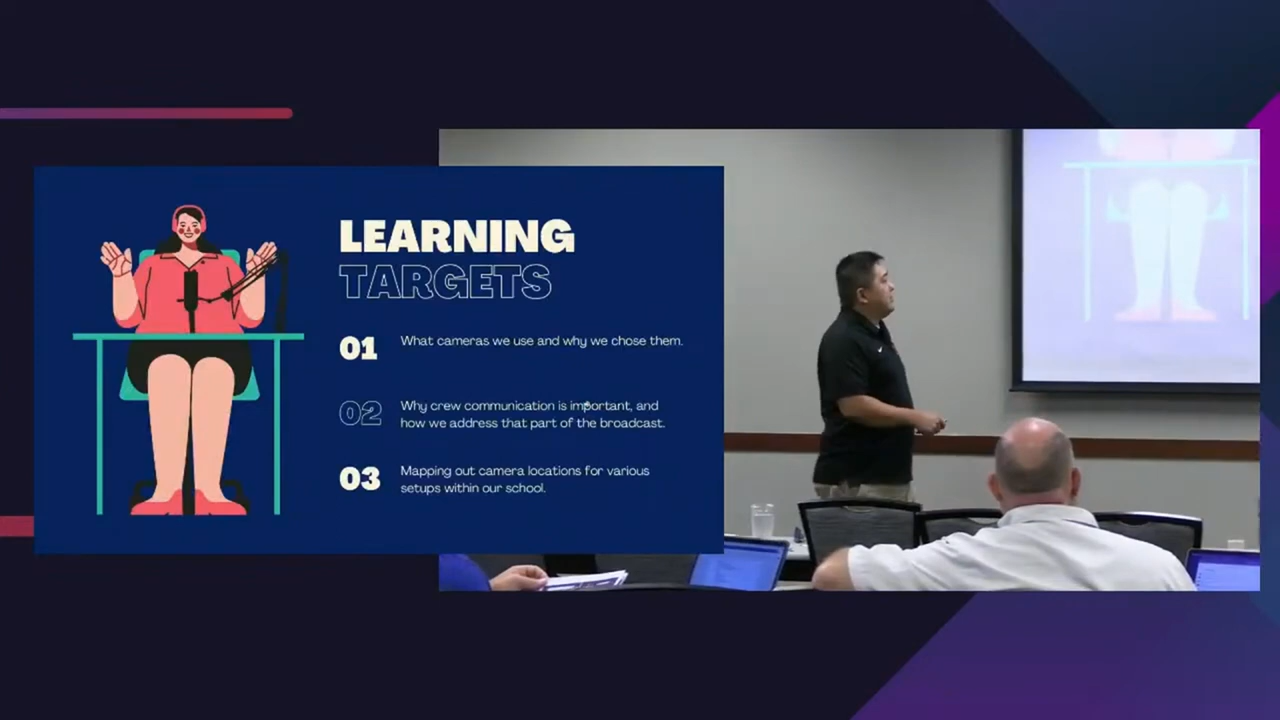 LEARNING
TARGETS
01
What cameras we use and why we chose them.
02
Why crew communication is important, and
how we address that part of the broadcast.
03
Mapping out camera locations for various
setups within our school.